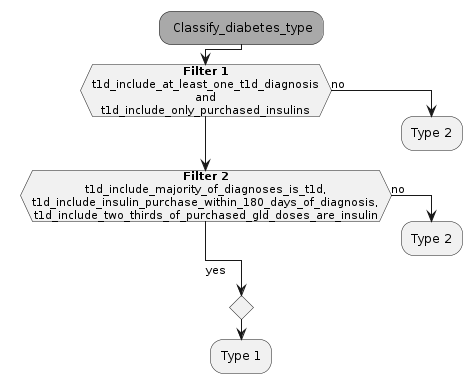 Classify_diabetes_type
Filter 1
t1d_include_at_least_one_t1d_diagnosis
and
t1d_include_only_purchased_insulins
no
Type 2
Filter 2
t1d_include_majority_of_diagnoses_is_t1d,
t1d_include_insulin_purchase_within_180_days_of_diagnosis,
t1d_include_two_thirds_of_purchased_gld_doses_are_insulin
no
Type 2
yes
Type 1